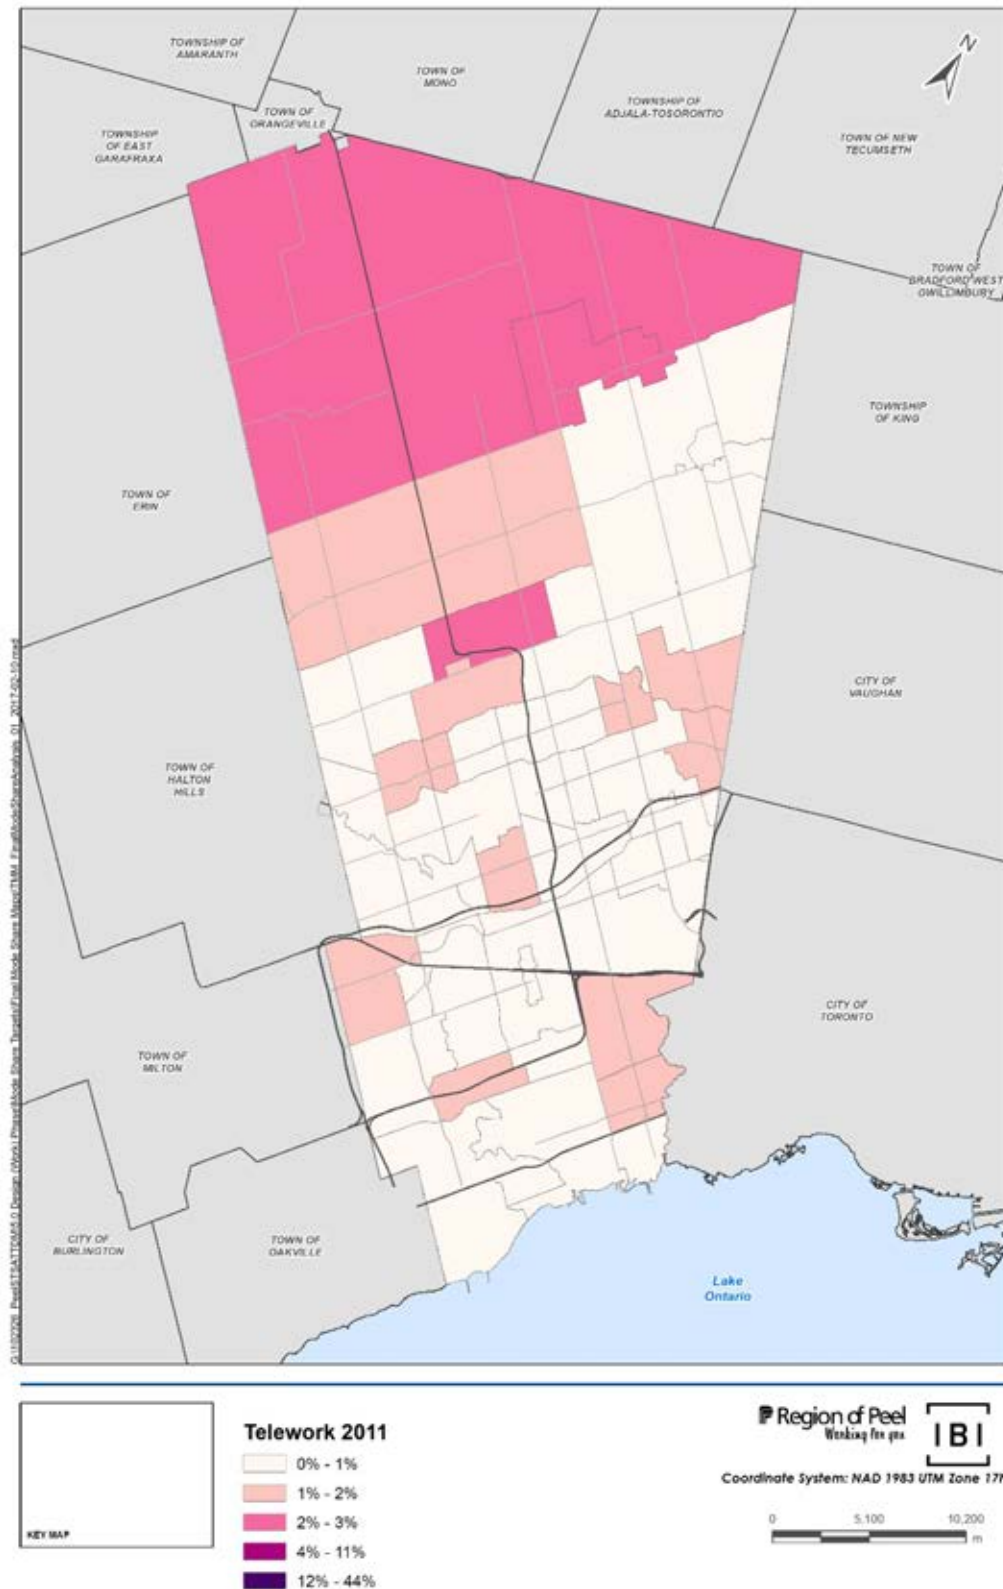 N
TOWNSHIP OF
AMARANTH
TOWN OF
MONO
TOWN OF
ORANGEVILLE
TOWNSHIP OF
ADJALA-TOSORONTIO
TOWNSHIP
OF EAST
GARAFRAXA
TOWN OF NEW
TECUMSETH
TOWN OF
BRADFORD WEST
GWILLIMBURY
TOWNSHIP
OF KING
TOWN OF
ERIN
CITY OF
VAUGHAN
TOWN OF
HALTON
HILLS
CITY OF
TORONTO
TOWN OF
MILTON
CITY OF
BURLINGTON
TOWN OF
OAKVILLE
Lake
Ontario
KEY MAP
Telework 2011
0% - 1%
1% - 2%
2% - 3%
4% - 11%
12% - 44%
Region of Peel
Working for you
IBI
Coordinate System: NAD 1983 UTM Zone 17
0 5,100 10,200
m